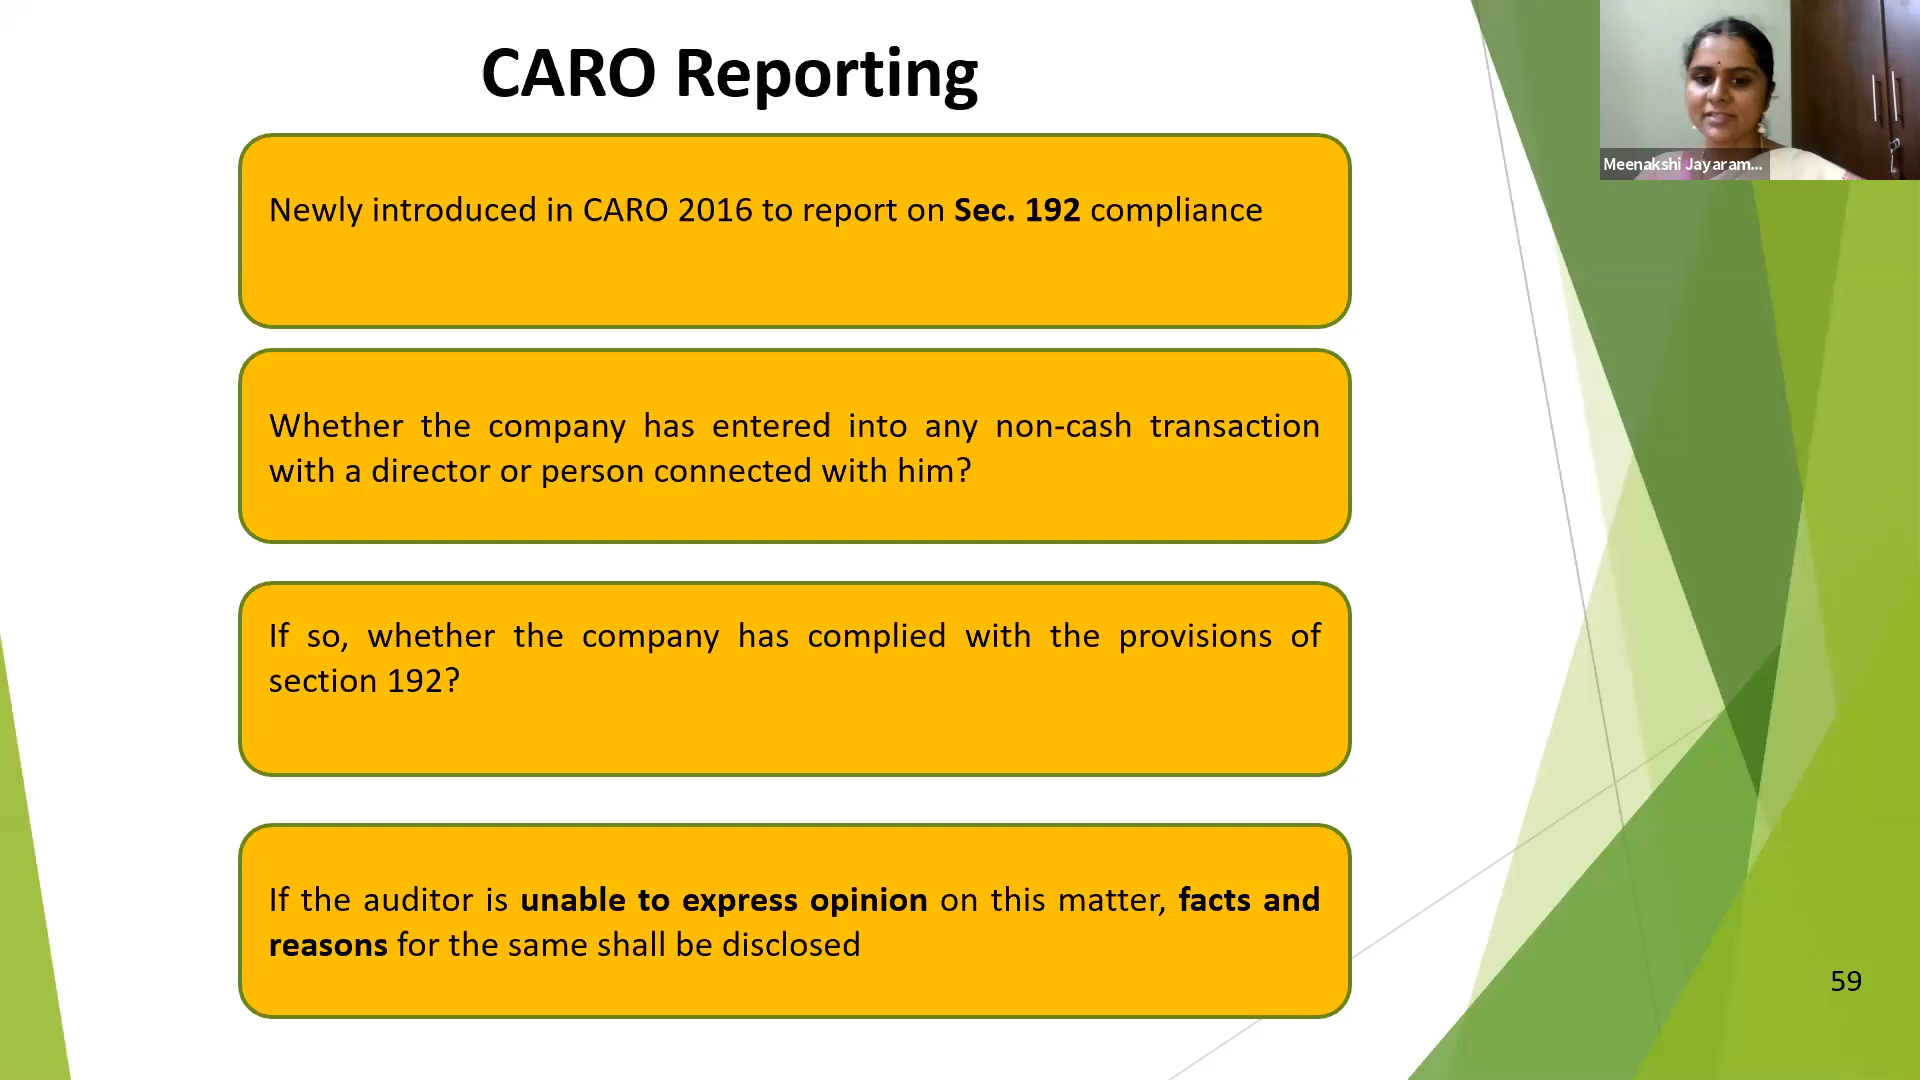 CARO Reporting
Meenakshi Jayaram...
Newly introduced in CARO 2016 to report on Sec. 192 compliance
Whether the company has entered into any non-cash transaction
with a director or person connected with him?
If so, whether the company has complied with the provisions of
section 192?
If the auditor is unable to express opinion on this matter, facts and
reasons for the same shall be disclosed
59